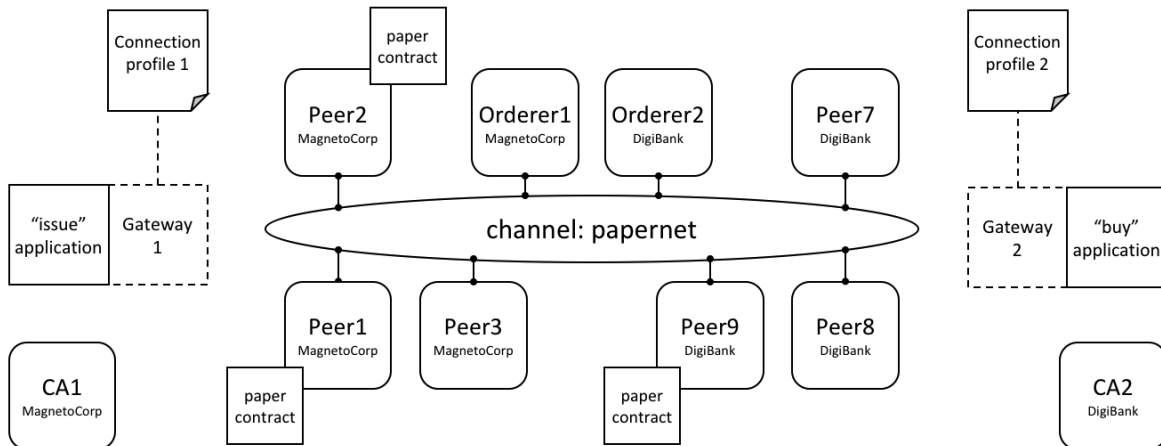 Connection
profile 1
paper
contract
Connection
profile 2
Peer2
MagnetoCorp
Orderer1
MagnetoCorp
Orderer2
DigiBank
Peer7
DigiBank
“issue”
application
Gateway
1
channel: papernet
Gateway
2
“buy”
application
Peer1
MagnetoCorp
Peer3
MagnetoCorp
Peer9
DigiBank
Peer8
DigiBank
CA1
MagnetoCorp
paper
contract
paper
contract
CA2
DigiBank